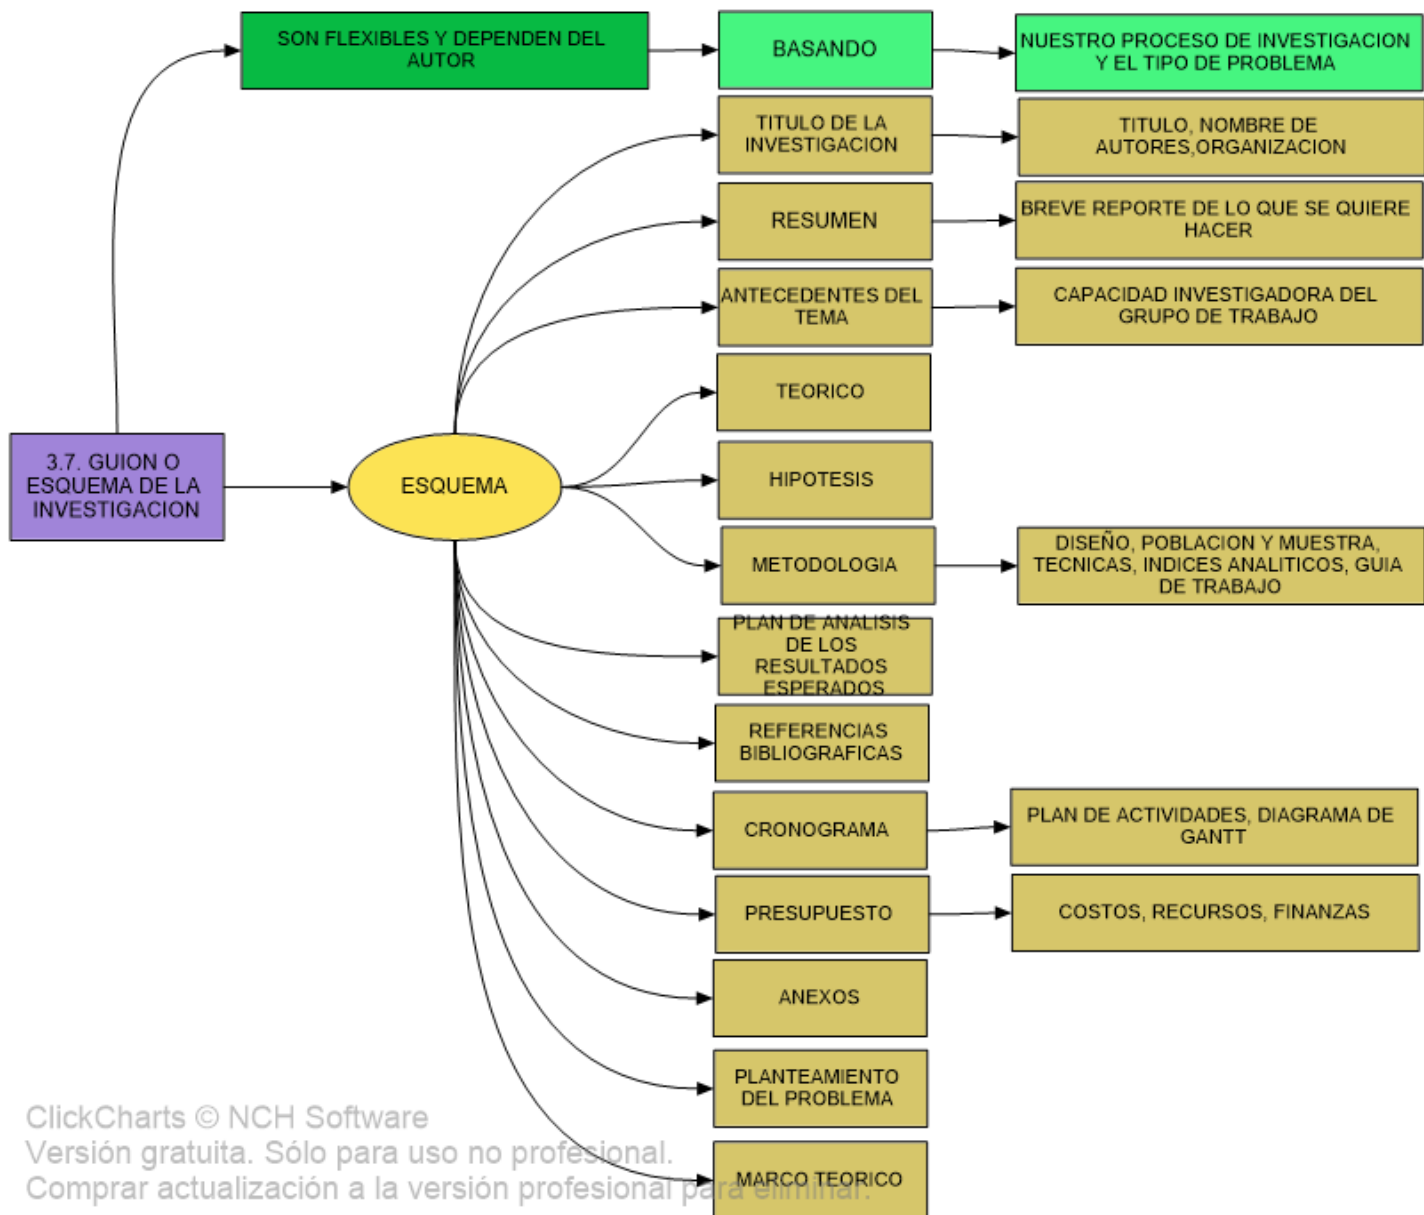 SON FLEXIBLES Y DEPENDEN DEL
AUTOR
BASANDO
NUESTRO PROCESO DE INVESTIGACION
Y EL TIPO DE PROBLEMA
TITULO DE LA
INVESTIGACION
TITULO, NOMBRE DE
AUTORES,ORGANIZACION
RESUMEN
BREVE REPORTE DE LO QUE SE QUIERE
HACER
ANTECEDENTES DEL
TEMA
CAPACIDAD INVESTIGADORA DEL
GRUPO DE TRABAJO
TEORICO
3.7. GUION O
ESQUEMA DE LA
INVESTIGACION
ESQUEMA
HIPOTESIS
METODOLOGIA
DISEÑO, POBLACION Y MUESTRA,
TECNICAS, INDICES ANALITICOS, GUIA
DE TRABAJO
PLAN DE ANALISIS
DE LOS
RESULTADOS
ESPERADOS
REFERENCIAS
BIBLIOGRAFICAS
CRONOGRAMA
PLAN DE ACTIVIDADES, DIAGRAMA DE
GANTT
PRESUPUESTO
COSTOS, RECURSOS, FINANZAS
ANEXOS
PLANTEAMIENTO
DEL PROBLEMA
MARCO TEORICO
ClickCharts © NCH Software
Versión gratuita. Sólo para uso no profesional.
Comprar actualización a la versión profesional para eliminar.